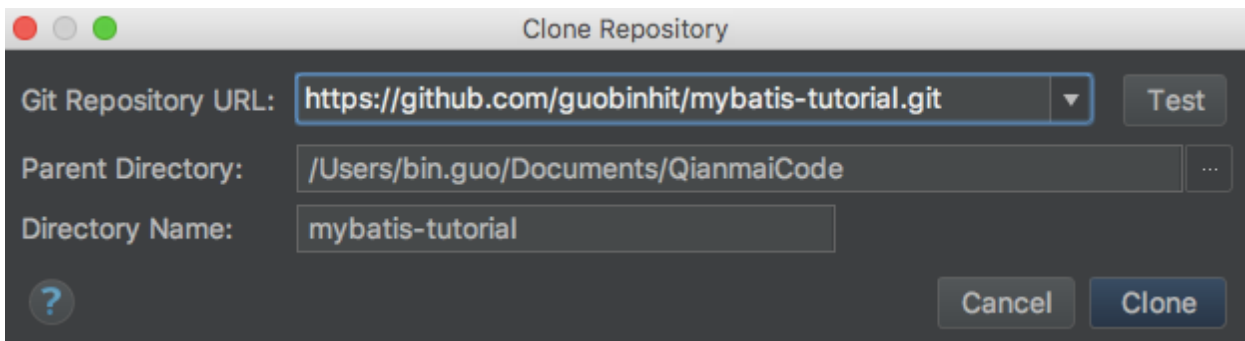 Clone Repository
Git Repository URL: https://github.com/guobinhit/mybatis-tutorial.git Test
Parent Directory: /Users/bin.guo/Documents/QianmaiCode ...
Directory Name: mybatis-tutorial
? Cancel Clone